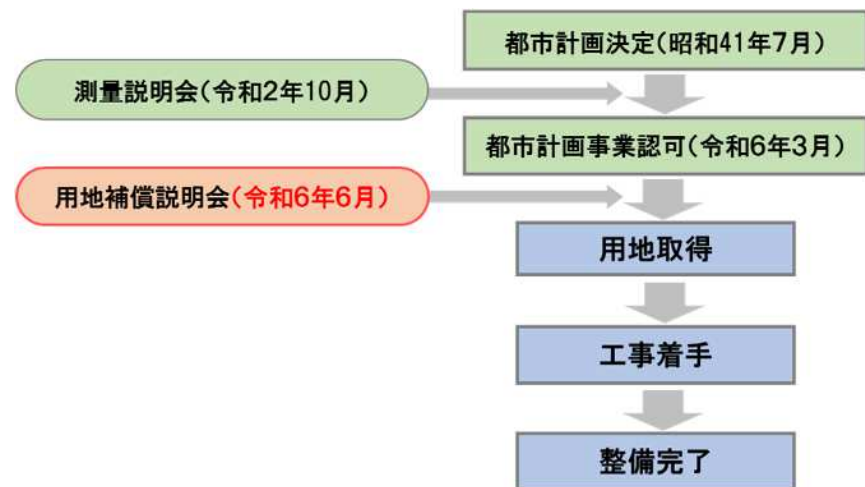 都市計画決定(昭和41年7月)
測量説明会(令和2年10月)
都市計画事業認可(令和6年3月)
用地補償説明会(令和6年6月)
用地取得
工事着手
整備完了